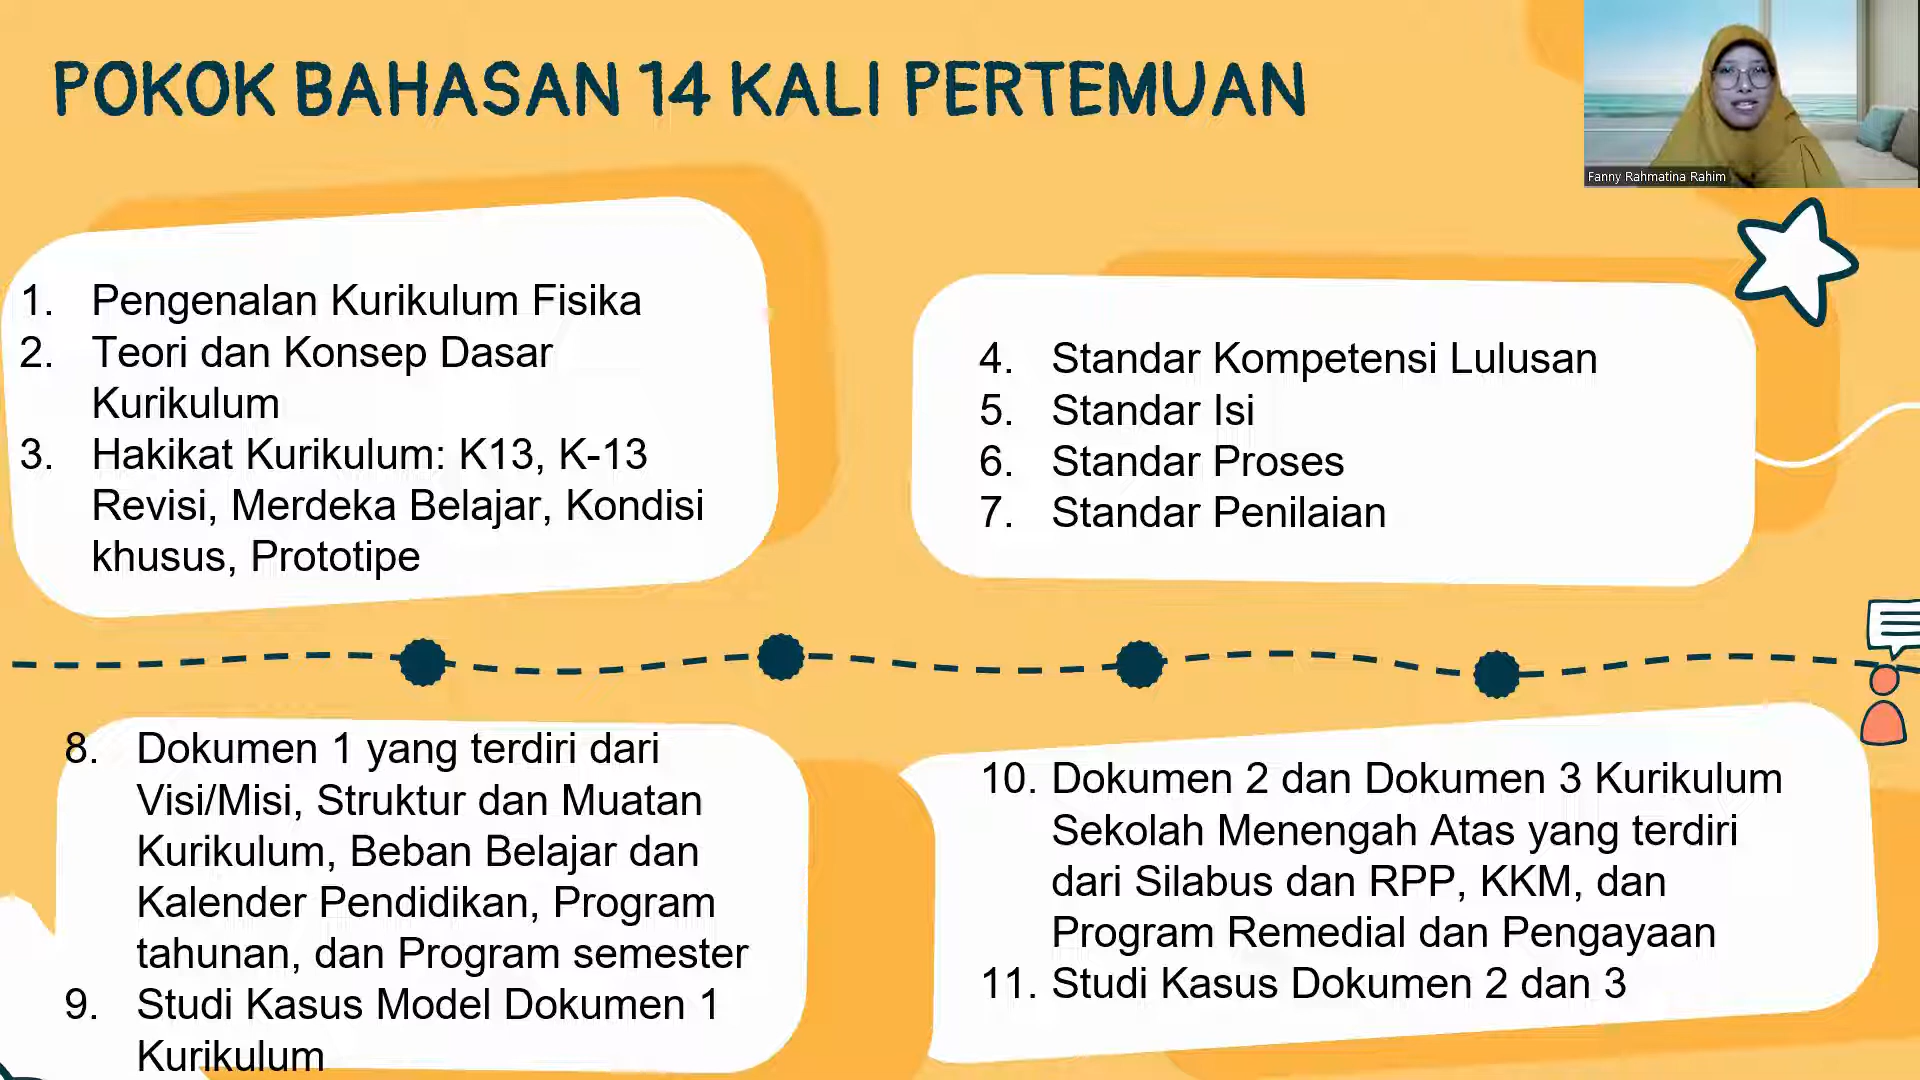 POKOK BAHASAN 14 KALI PERTEMUAN
Fanny Rahmatina Rahim
1. Pengenalan Kurikulum Fisika
2. Teori dan Konsep Dasar
Kurikulum
3. Hakikat Kurikulum: K13, K-13
Revisi, Merdeka Belajar, Kondisi
khusus, Prototipe
4. Standar Kompetensi Lulusan
5. Standar Isi
6. Standar Proses
7. Standar Penilaian
8. Dokumen 1 yang terdiri dari
Visi/Misi, Struktur dan Muatan
Kurikulum, Beban Belajar dan
Kalender Pendidikan, Program
tahunan, dan Program semester
9. Studi Kasus Model Dokumen 1
Kurikulum
10. Dokumen 2 dan Dokumen 3 Kurikulum
Sekolah Menengah Atas yang terdiri
dari Silabus dan RPP, KKM, dan
Program Remedial dan Pengayaan
11. Studi Kasus Dokumen 2 dan 3